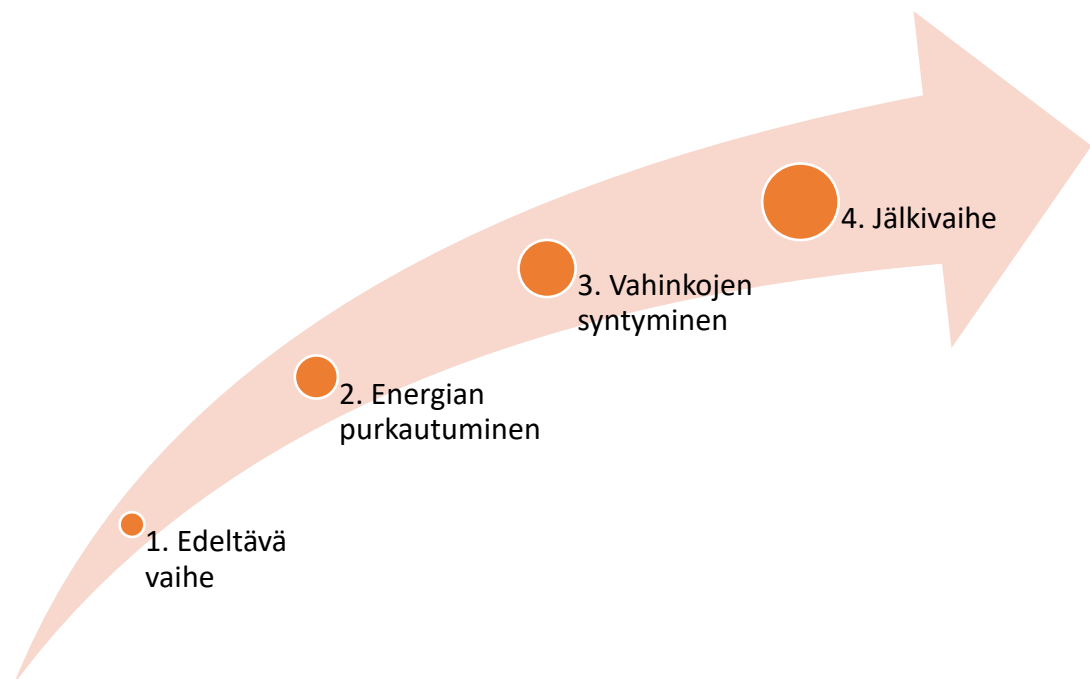 1. Edeltävä
vaihe
2. Energian
purkautuminen
3. Vahinkojen
syntyminen
4. Jälkivaihe